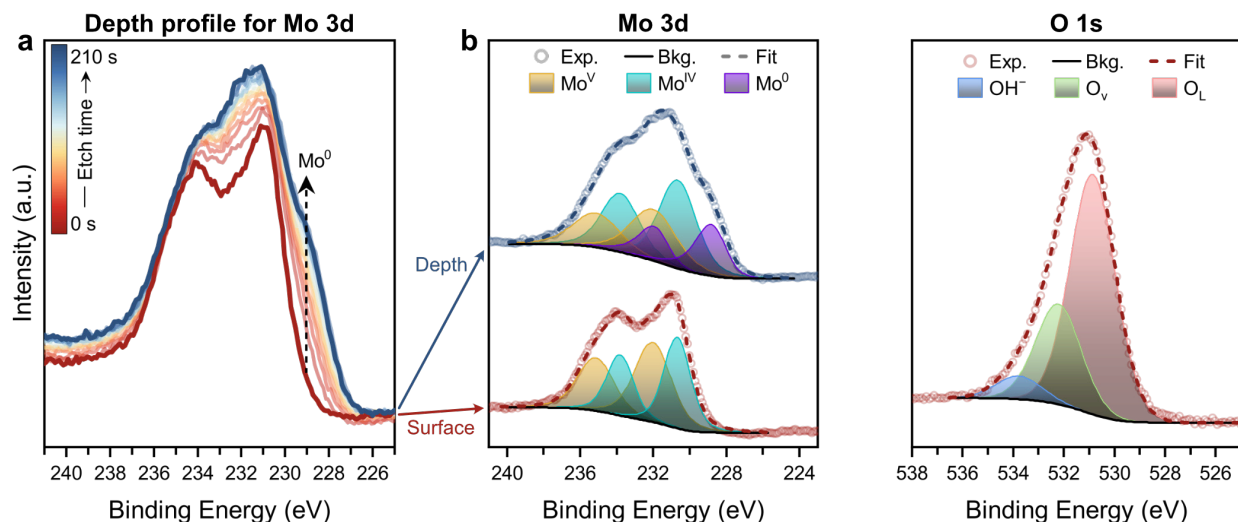 Depth profile for Mo 3d
a
210 s
Etch time
0 s
Mo⁰
Intensity (a.u.)
240 238 236 234 232 230 228 226
Binding Energy (eV)
Depth
Surface
Mo 3d
b
Exp. Bkg. Fit
Moⱽ Moᴵⱽ Mo⁰
240 236 232 228 224
Binding Energy (eV)
O 1s
Exp. Bkg. Fit
OH⁻ Oᵥ O_L
538 536 534 532 530 528 526
Binding Energy (eV)